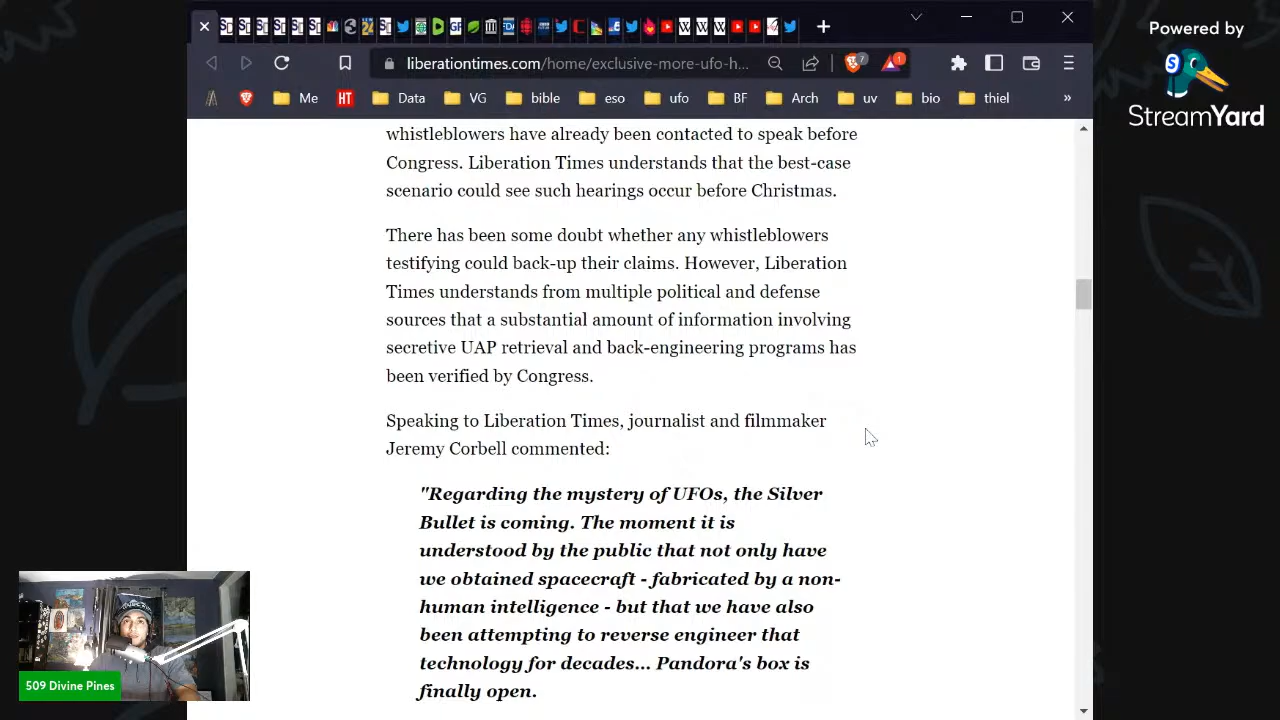 Powered by
StreamYard
liberationtimes.com/home/exclusive-more-ufo-h...
7
1
Me
HT
Data
VG
bible
eso
ufo
BF
Arch
uv
bio
thiel
»
whistleblowers have already been contacted to speak before
Congress. Liberation Times understands that the best-case
scenario could see such hearings occur before Christmas.
There has been some doubt whether any whistleblowers
testifying could back-up their claims. However, Liberation
Times understands from multiple political and defense
sources that a substantial amount of information involving
secretive UAP retrieval and back-engineering programs has
been verified by Congress.
Speaking to Liberation Times, journalist and filmmaker
Jeremy Corbell commented:
"Regarding the mystery of UFOs, the Silver
Bullet is coming. The moment it is
understood by the public that not only have
we obtained spacecraft - fabricated by a non-
human intelligence - but that we have also
been attempting to reverse engineer that
technology for decades... Pandora's box is
finally open.
509 Divine Pines